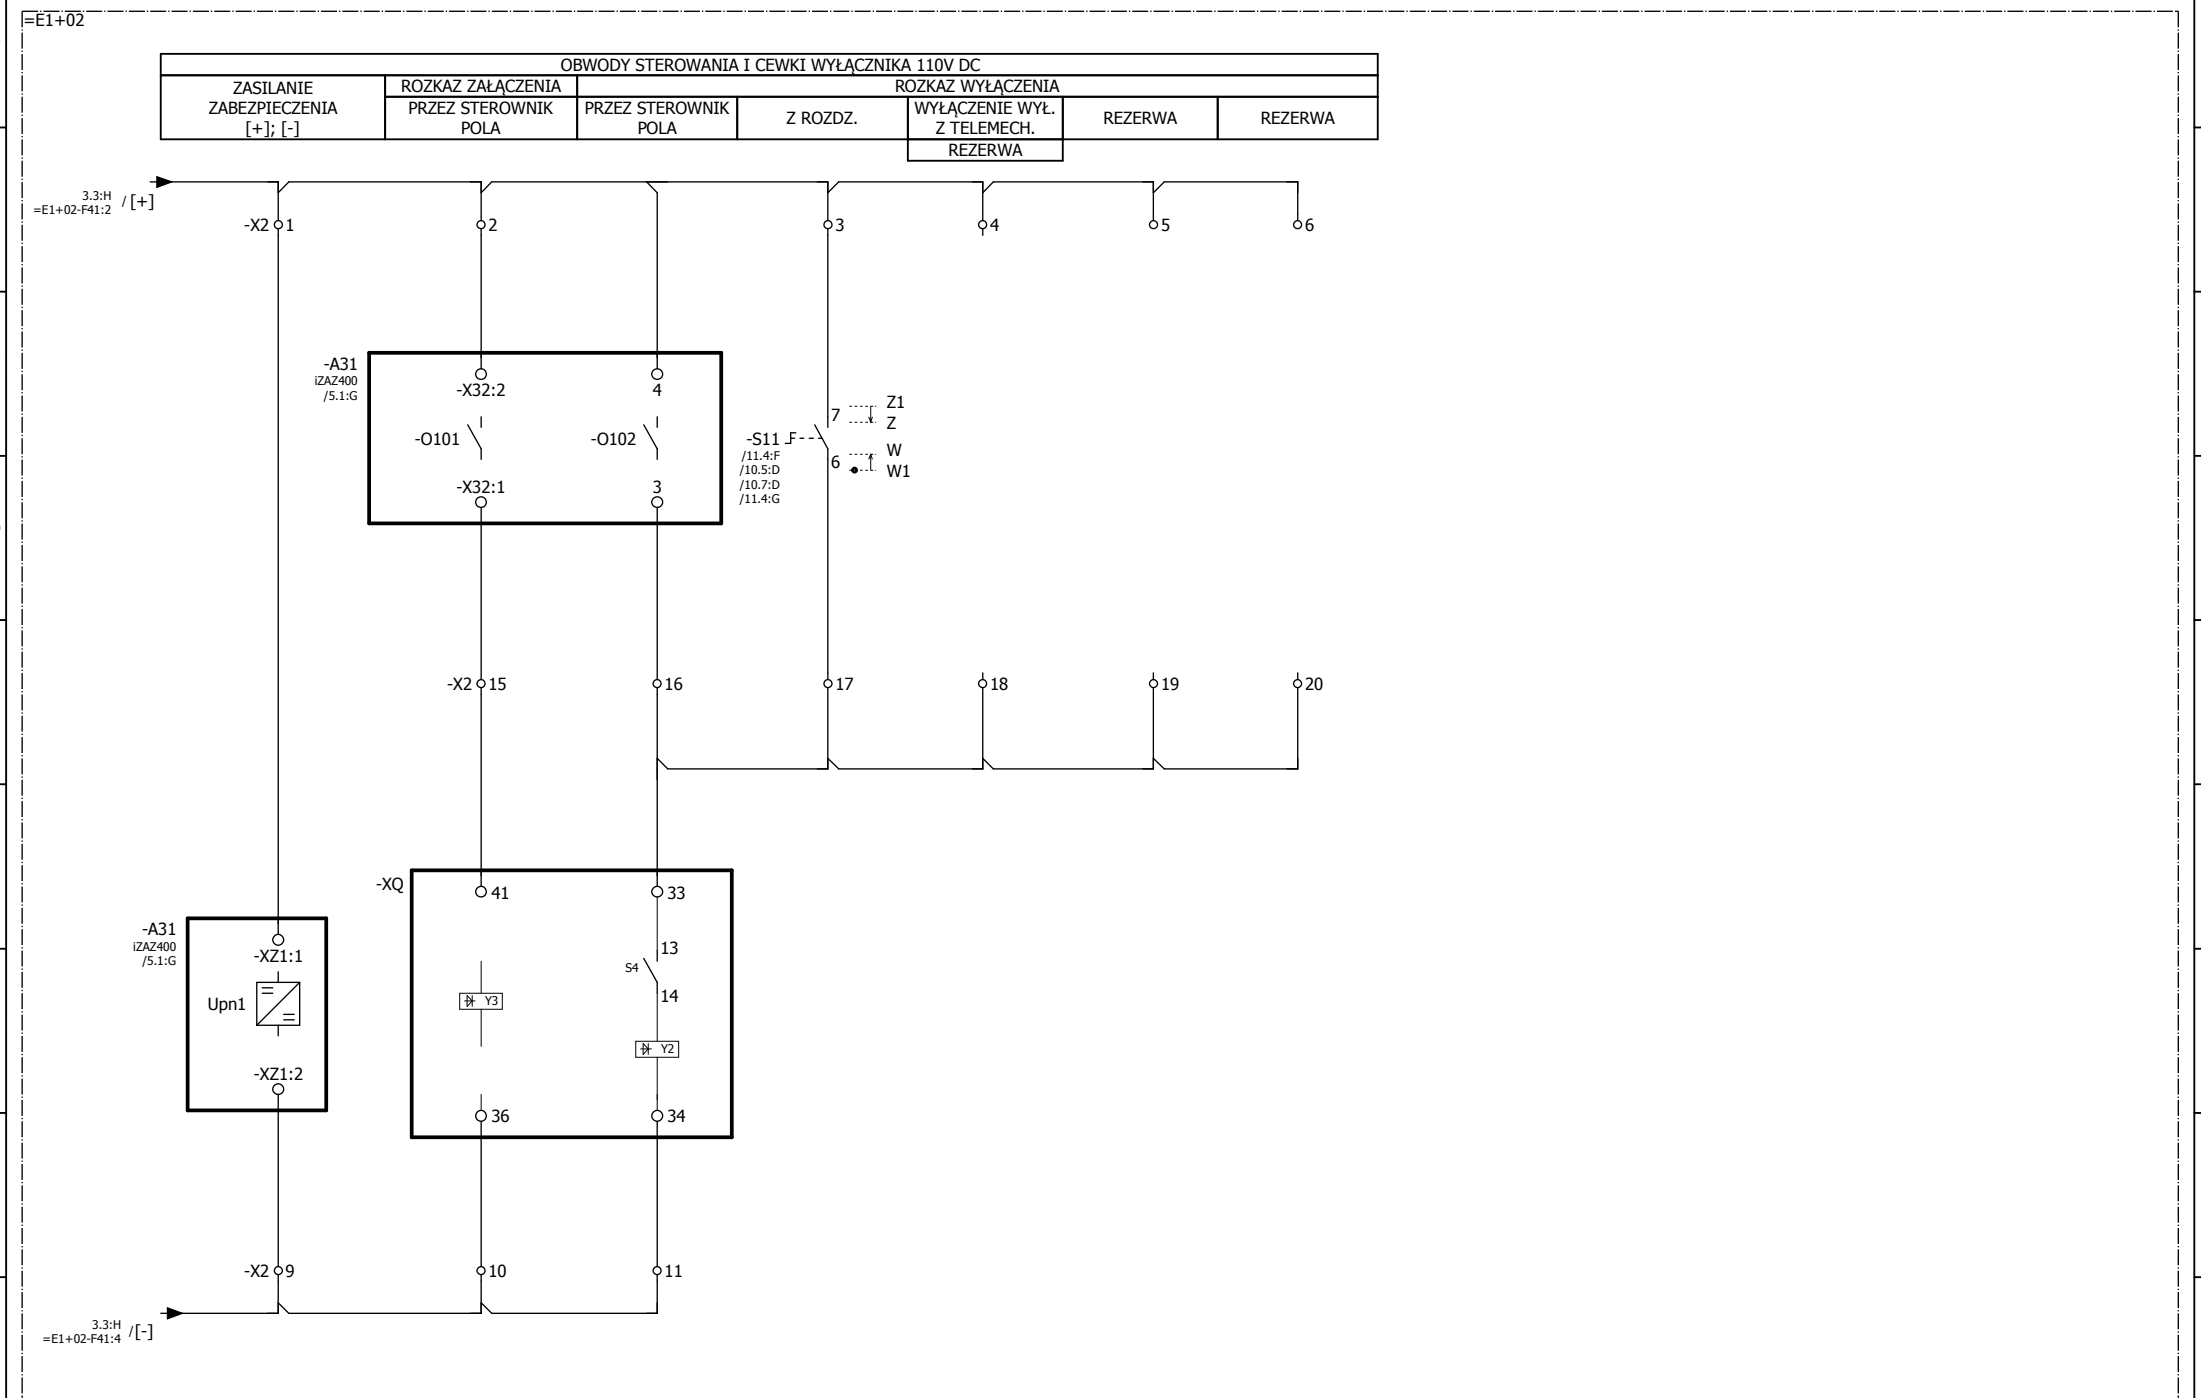 =E1+02
OBWODY STEROWANIA I CEWKI WYŁĄCZNIKA 110V DC
ZASILANIE
ZABEZPIECZENIA
[+]; [-]
ROZKAZ ZAŁĄCZENIA
PRZEZ STEROWNIK
POLA
ROZKAZ WYŁĄCZENIA
PRZEZ STEROWNIK
POLA
Z ROZDZ.
WYŁĄCZENIE WYŁ.
Z TELEMECH.
REZERWA
REZERWA
REZERWA
3.3:H
=E1+02-F41:2 / [+]
-X2 1 2 3 4 5 6
-A31
iZAZ400
/5.1:G
-X32:2 4
-O101 -O102
-X32:1 3
-S11
/11.4:F
/10.5:D
/10.7:D
/11.4:G
7
6
Z1
Z
W
W1
-X2 15 16 17 18 19 20
-XQ
41 33
13
S4
14
Y3
Y2
36 34
-A31
iZAZ400
/5.1:G
-XZ1:1
Upn1
-XZ1:2
-X2 9 10 11
3.3:H
=E1+02-F41:4 /[-]